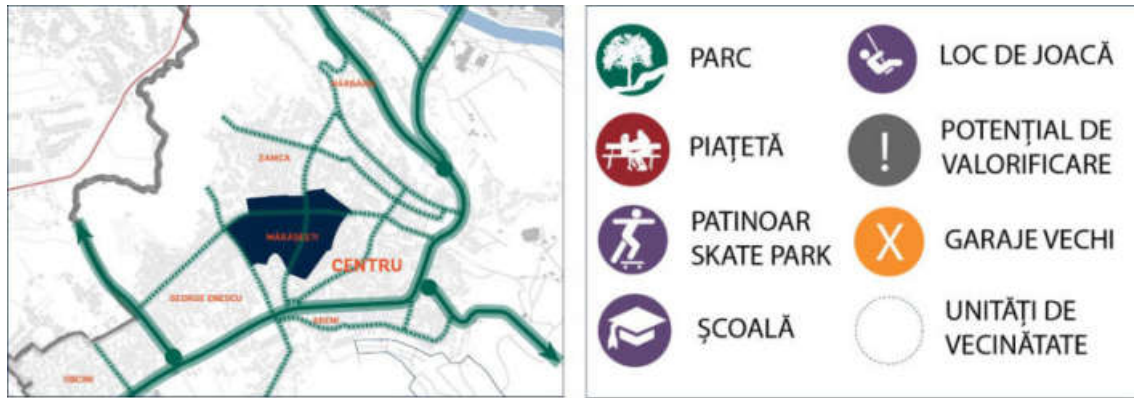 BURDUJENI
ZAMCA
MĂRĂȘEȘTI
CENTRU
GEORGE ENESCU
ARENI
OBCINI
PARC
PIAȚETĂ
PATINOAR
SKATE PARK
ȘCOALĂ
LOC DE JOACĂ
POTENȚIAL DE
VALORIFICARE
!
X
GARAJE VECHI
UNITĂȚI DE
VECINĂTATE